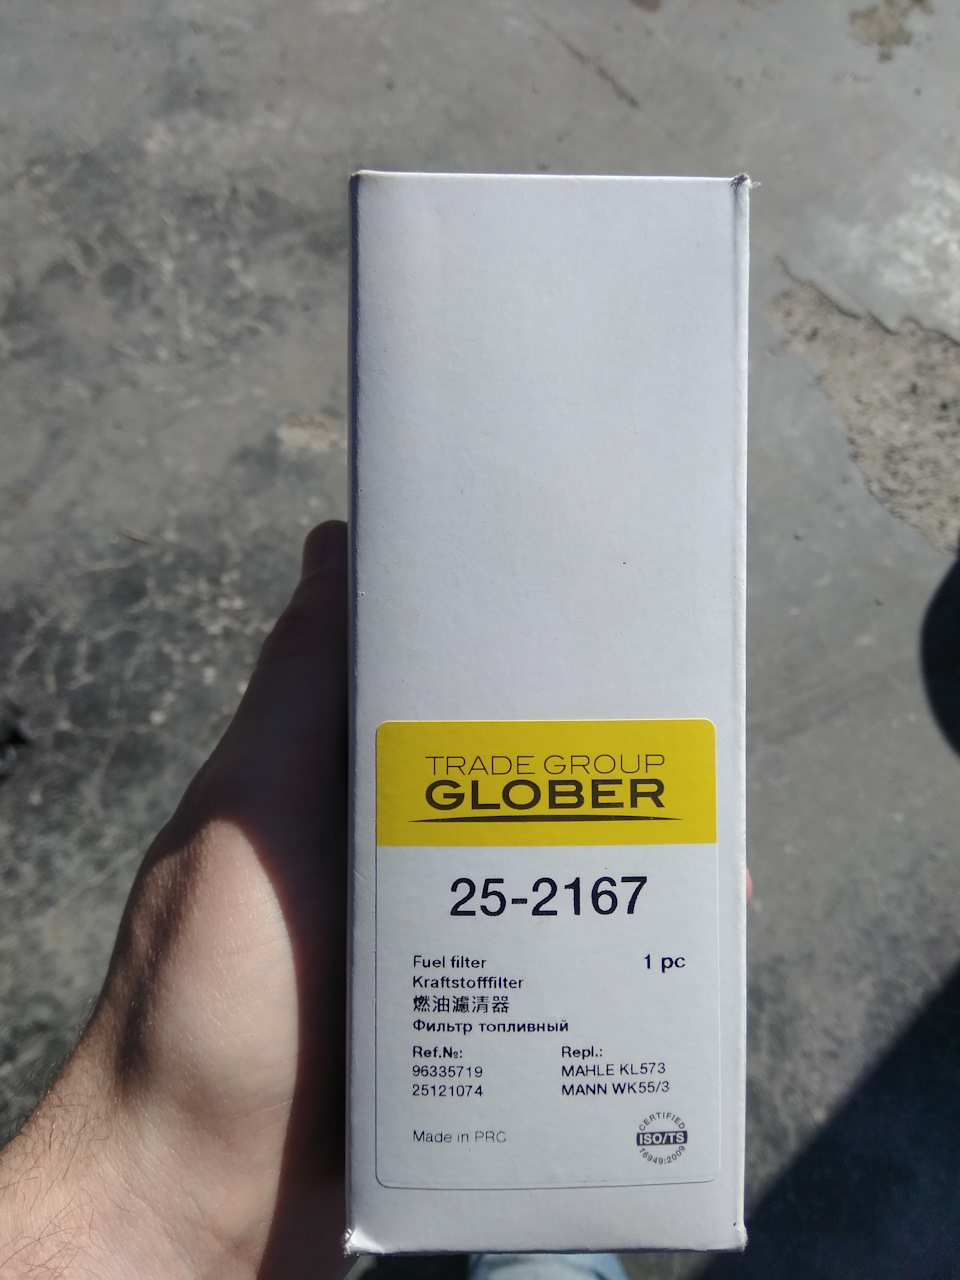 TRADE GROUP
GLOBER
25-2167
Fuel filter 1 pc
Kraftstofffilter
燃油濾清器
Фильтр топливный
Ref.№: Repl.:
96335719 MAHLE KL573
25121074 MANN WK55/3
Made in PRC
CERTIFIED
ISO/TS
16949:2009